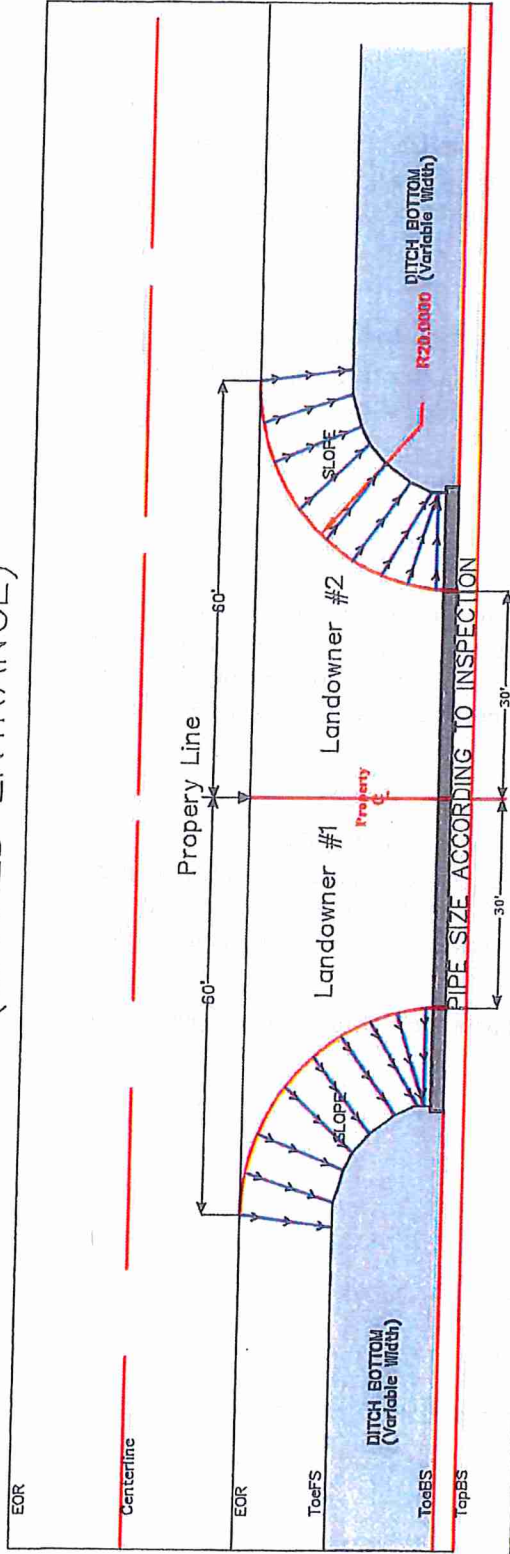 ENTRANCE)
EOR
Centerline
Propery Line
60'
60'
EOR
ToeFS
Landowner #1
Landowner #2
Property
℄
SLOPE
SLOPE
R20.0000
DITCH BOTTOM
(Variable Width)
DITCH BOTTOM
(Variable Width)
ToeBS
TopBS
PIPE SIZE ACCORDING TO INSPECTION
30'
30'